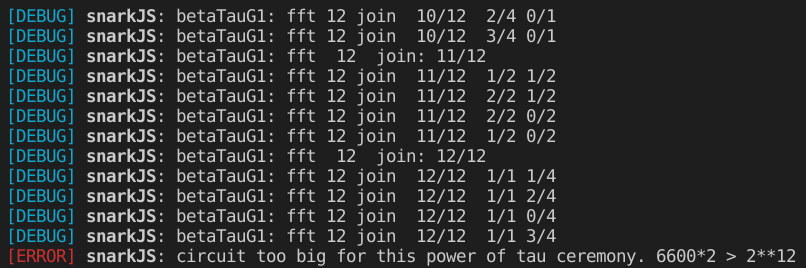 [DEBUG] snarkJS: betaTauG1: fft 12 join  10/12  2/4 0/1
[DEBUG] snarkJS: betaTauG1: fft 12 join  10/12  3/4 0/1
[DEBUG] snarkJS: betaTauG1: fft  12  join: 11/12
[DEBUG] snarkJS: betaTauG1: fft 12 join  11/12  1/2 1/2
[DEBUG] snarkJS: betaTauG1: fft 12 join  11/12  2/2 1/2
[DEBUG] snarkJS: betaTauG1: fft 12 join  11/12  2/2 0/2
[DEBUG] snarkJS: betaTauG1: fft 12 join  11/12  1/2 0/2
[DEBUG] snarkJS: betaTauG1: fft  12  join: 12/12
[DEBUG] snarkJS: betaTauG1: fft 12 join  12/12  1/1 1/4
[DEBUG] snarkJS: betaTauG1: fft 12 join  12/12  1/1 2/4
[DEBUG] snarkJS: betaTauG1: fft 12 join  12/12  1/1 0/4
[DEBUG] snarkJS: betaTauG1: fft 12 join  12/12  1/1 3/4
[ERROR] snarkJS: circuit too big for this power of tau ceremony. 6600*2 > 2**12